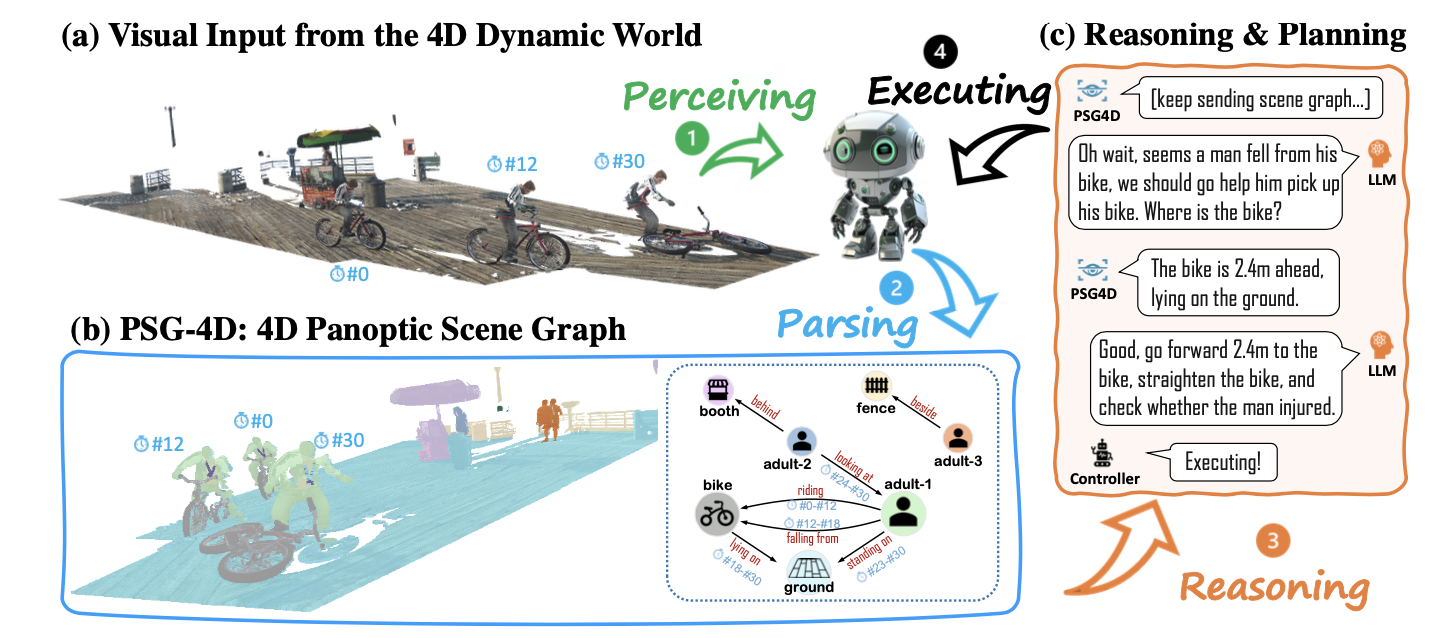 (a) Visual Input from the 4D Dynamic World
#0
#12
#30
Perceiving
1
4
Executing
2
Parsing
(b) PSG-4D: 4D Panoptic Scene Graph
#12
#0
#30
booth
behind
adult-2
fence
beside
adult-3
looking at
#24-#30
adult-1
bike
riding
#0-#12
#12-#18
falling from
lying on
#18-#30
standing on
#23-#30
ground
(c) Reasoning & Planning
PSG4D
[keep sending scene graph...]
Oh wait, seems a man fell from his
bike, we should go help him pick up
his bike. Where is the bike?
LLM
PSG4D
The bike is 2.4m ahead,
lying on the ground.
Good, go forward 2.4m to the
bike, straighten the bike, and
check whether the man injured.
LLM
Controller
Executing!
3
Reasoning